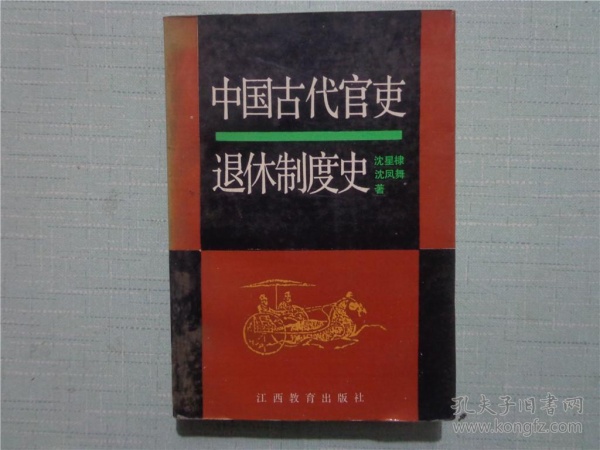 中国古代官吏
退休制度史
沈星棣
沈凤舞
著
江西教育出版社
孔夫子旧书网
www.kongfz.com